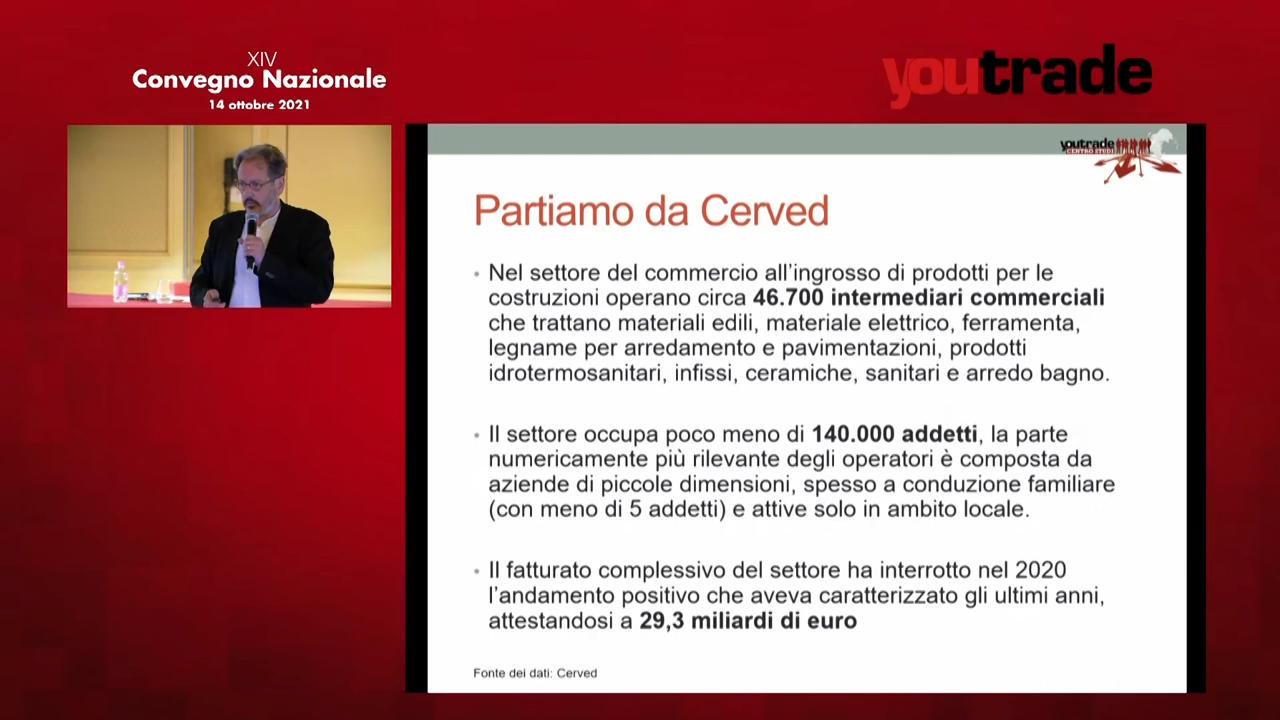 XIV
Convegno Nazionale
14 ottobre 2021
youtrade
youtrade
CENTRO STUDI
Partiamo da Cerved
• Nel settore del commercio all'ingrosso di prodotti per le
costruzioni operano circa 46.700 intermediari commerciali
che trattano materiali edili, materiale elettrico, ferramenta,
legname per arredamento e pavimentazioni, prodotti
idrotermosanitari, infissi, ceramiche, sanitari e arredo bagno.
• Il settore occupa poco meno di 140.000 addetti, la parte
numericamente più rilevante degli operatori è composta da
aziende di piccole dimensioni, spesso a conduzione familiare
(con meno di 5 addetti) e attive solo in ambito locale.
• Il fatturato complessivo del settore ha interrotto nel 2020
l'andamento positivo che aveva caratterizzato gli ultimi anni,
attestandosi a 29,3 miliardi di euro
Fonte dei dati: Cerved